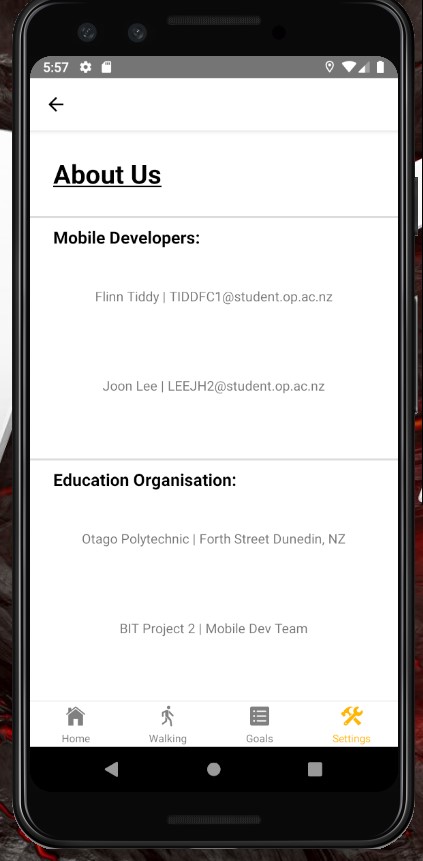 5:57
About Us
Mobile Developers:
Flinn Tiddy | TIDDFC1@student.op.ac.nz
Joon Lee | LEEJH2@student.op.ac.nz
Education Organisation:
Otago Polytechnic | Forth Street Dunedin, NZ
BIT Project 2 | Mobile Dev Team
Home Walking Goals Settings